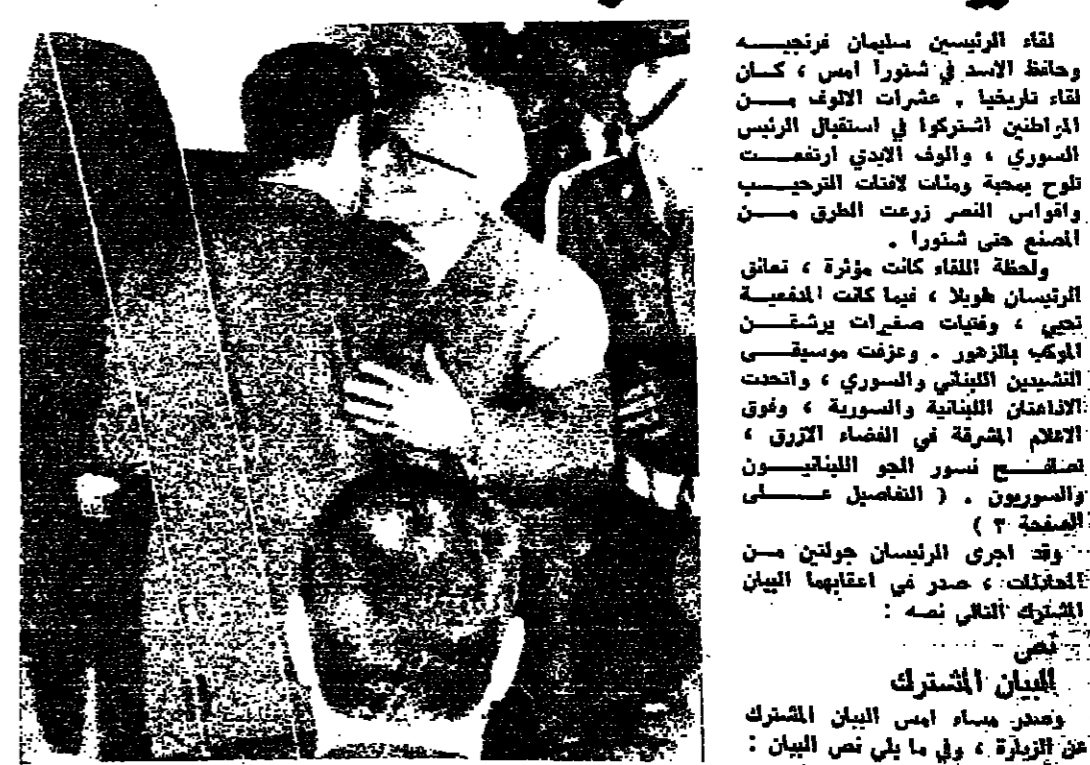 لقاء الرئيسين سليمان فرنجيه
وحافظ الاسد في شتورا امس ، كان
لقاء تاريخيا . عشرات الالوف من
المواطنين اشتركوا في استقبال الرئيس
السوري ، والوف الايدي ارتفعت
تلوح بمحبة ومئات لافتات الترحيب
واقواس النصر زرعت الطرق من
المصنع حتى شتورا .
ولحظة اللقاء كانت مؤثرة ، تعانق
الرئيسان طويلا ، فيما كانت المدفعية
تحيي ، وفتيات صغيرات يرشقن
الموكب بالزهور . وعزفت موسيقى
النشيدين اللبناني والسوري ، واتحدت
الاذاعتان اللبنانية والسورية ، وفوق
الاعلام المشرقة في الفضاء الازرق ،
تصافح نسور الجو اللبنانيون
والسوريون . ( التفاصيل على
الصفحة ٣ )
وقد اجرى الرئيسان جولتين من
المحادثات ، صدر في اعقابهما البيان
المشترك التالي نصه :
نص
البيان المشترك
وصدر مساء امس البيان المشترك
عن الزيارة ، وفي ما يلي نص البيان :